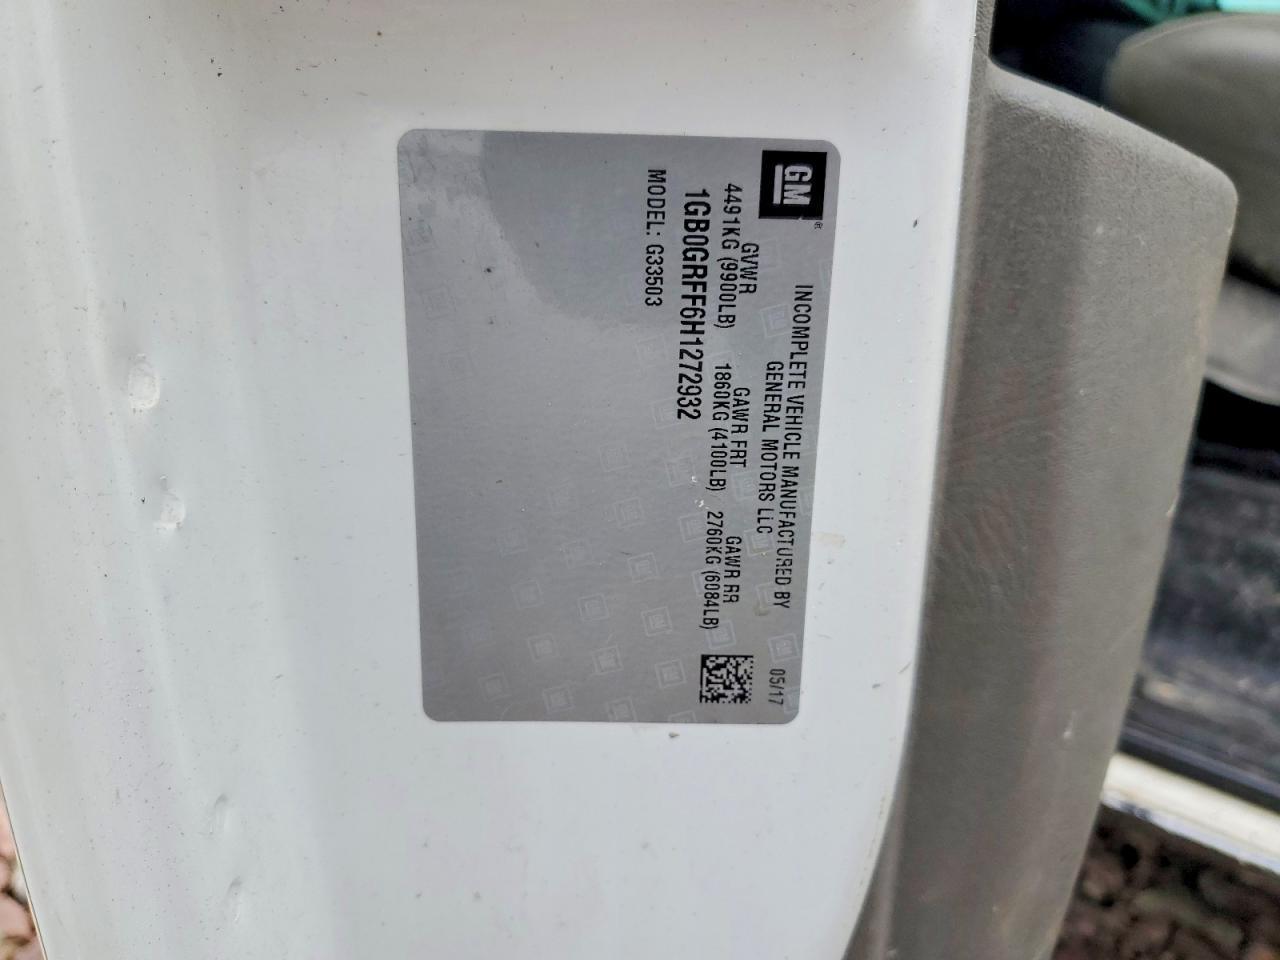 GM®
INCOMPLETE VEHICLE MANUFACTURED BY
GENERAL MOTORS LLC
05/17
GVWR GAWR FRT GAWR RR
4491KG (9900LB) 1860KG (4100LB) 2760KG (6084LB)
1GB0GRFF6H1272932
MODEL: G33503